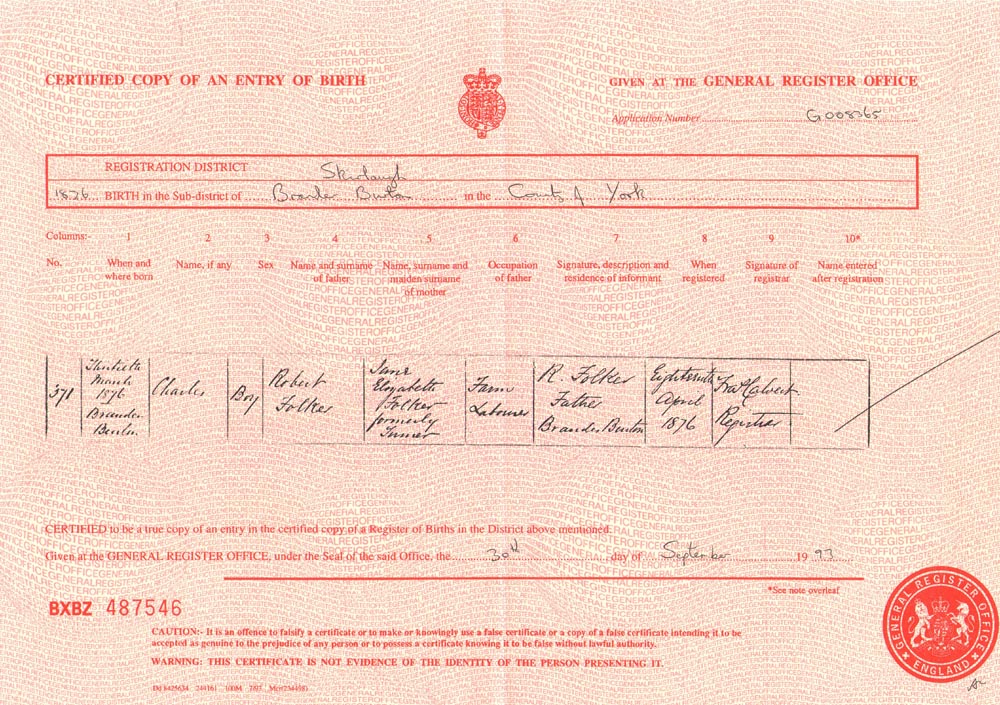 CERTIFIED COPY OF AN ENTRY OF BIRTH
GIVEN AT THE GENERAL REGISTER OFFICE
Application Number G008365
REGISTRATION DISTRICT Skirlaugh
1876 BIRTH in the Sub-district of Brandes Burton in the County of York
Columns:- 1 2 3 4 5 6 7 8 9 10*
No. When and where born Name, if any Sex Name and surname of father Name, surname and maiden surname of mother Occupation of father Signature, description and residence of informant When registered Signature of registrar Name entered after registration
371
Thirtieth
March
1876
Brandes
Burton
Charles
Boy
Robert
Folker
Jane
Elizabeth
Folker
formerly
Turner
Farm
Labourer
R. Folker
Father
Brandes Burton
Eighteenth
April
1876
Calvert
Registrar
CERTIFIED to be a true copy of an entry in the certified copy of a Register of Births in the District above mentioned.
Given at the GENERAL REGISTER OFFICE, under the Seal of the said Office, the 30th day of September 1993
*See note overleaf
BXBZ 487546
CAUTION:- It is an offence to falsify a certificate or to make or knowingly use a false certificate or a copy of a false certificate intending it to be
accepted as genuine to the prejudice of any person or to possess a certificate knowing it to be false without lawful authority.
WARNING: THIS CERTIFICATE IS NOT EVIDENCE OF THE IDENTITY OF THE PERSON PRESENTING IT.
GENERAL REGISTER OFFICE
ENGLAND